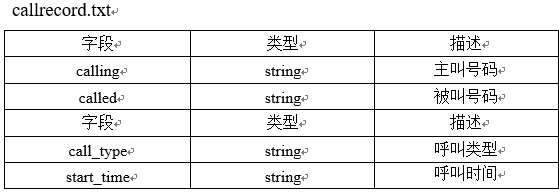 callrecord.txt
字段 类型 描述
calling string 主叫号码
called string 被叫号码
字段 类型 描述
call_type string 呼叫类型
start_time string 呼叫时间